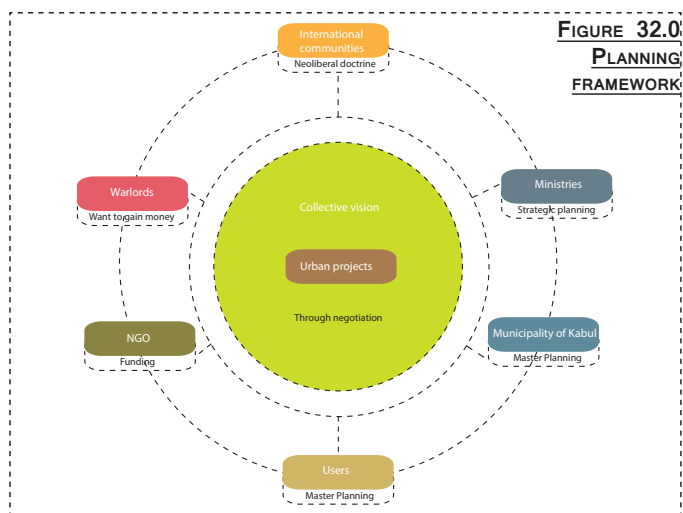 FIGURE 32.0
PLANNING
FRAMEWORK
International
communities
Neoliberal doctrine
Warlords
Want to gain money
Ministries
Strategic planning
Collective vision
Urban projects
Through negotiation
NGO
Funding
Municipality of Kabul
Master Planning
Users
Master Planning